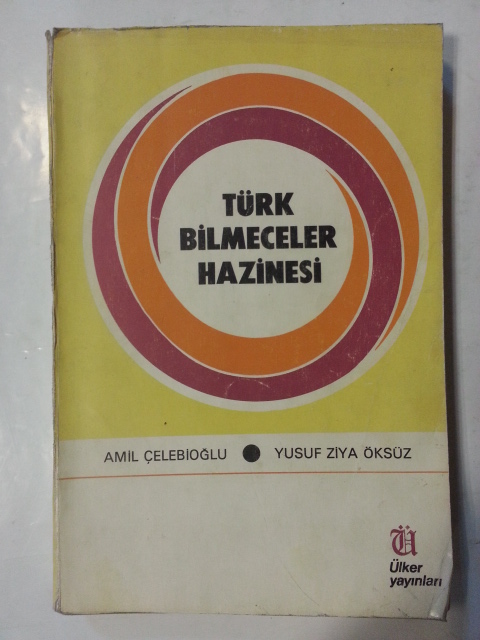 TÜRK
BİLMECELER
HAZİNESİ
AMİL ÇELEBİOĞLU ● YUSUF ZİYA ÖKSÜZ
Ü
Ülker
yayınları